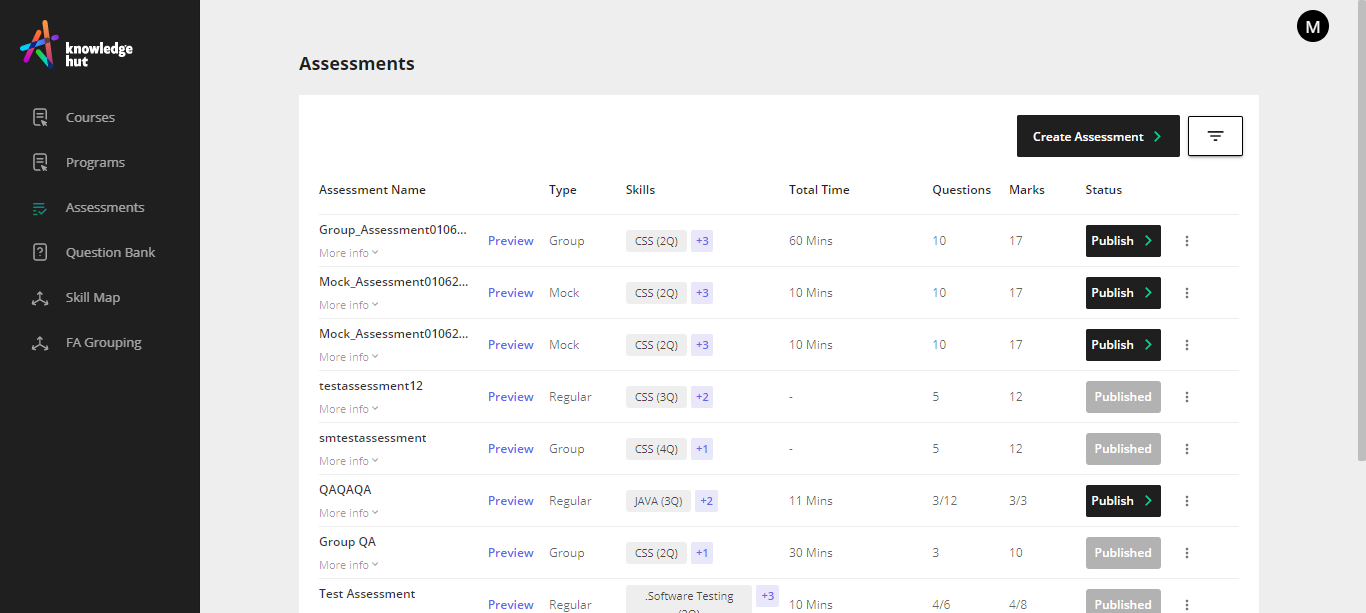 knowledge
hut
M
Courses
Programs
Assessments
Question Bank
Skill Map
FA Grouping
Assessments
Create Assessment
Assessment Name Type Skills Total Time Questions Marks Status
Group_Assessment0106...
More info
Preview Group CSS (2Q) +3 60 Mins 10 17 Publish
Mock_Assessment01062...
More info
Preview Mock CSS (2Q) +3 10 Mins 10 17 Publish
Mock_Assessment01062...
More info
Preview Mock CSS (2Q) +3 10 Mins 10 17 Publish
testassessment12
More info
Preview Regular CSS (3Q) +2 - 5 12 Published
smtestassessment
More info
Preview Group CSS (4Q) +1 - 5 12 Published
QAQAQA
More info
Preview Regular JAVA (3Q) +2 11 Mins 3/12 3/3 Publish
Group QA
More info
Preview Group CSS (2Q) +1 30 Mins 3 10 Published
Test Assessment
Preview Regular .Software Testing +3 10 Mins 4/6 4/8 Published